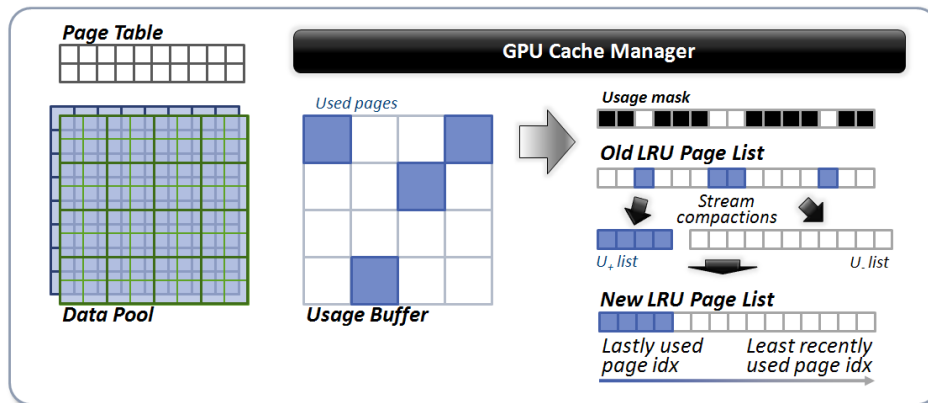 Page Table
GPU Cache Manager
Used pages
Usage mask
Old LRU Page List
Stream
compactions
U+ list
U- list
New LRU Page List
Data Pool
Usage Buffer
Lastly used
page idx
Least recently
used page idx